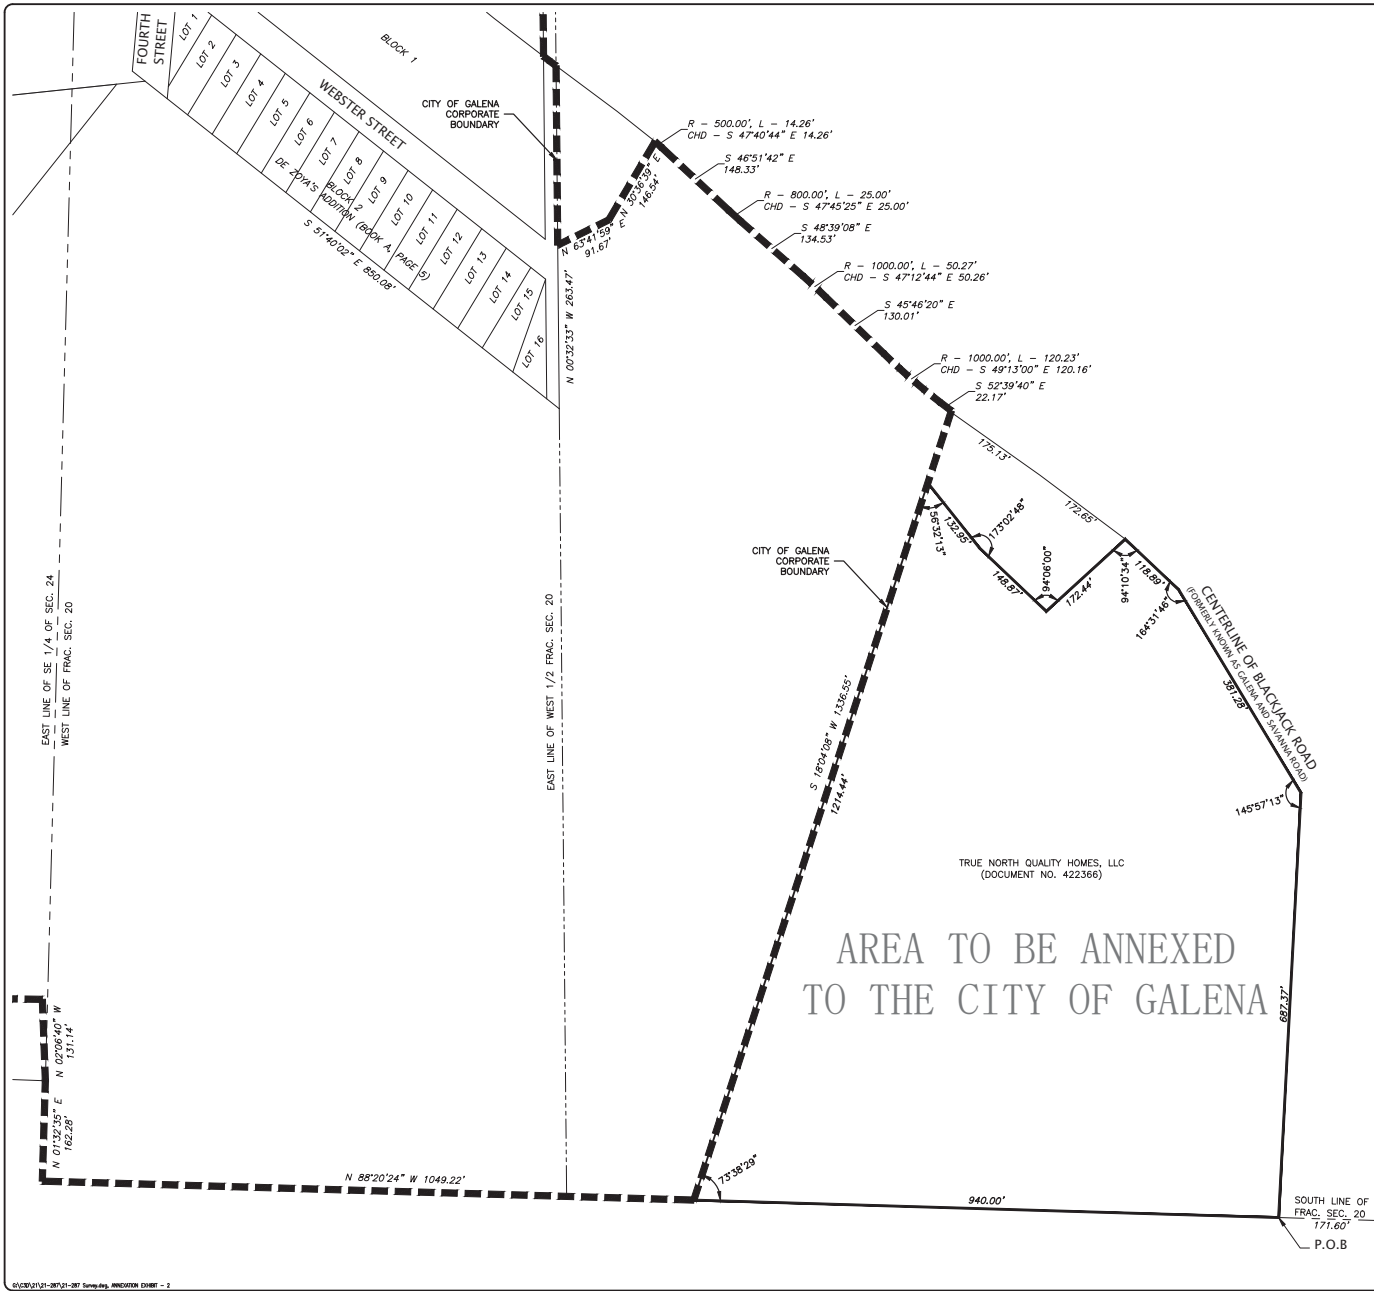 FOURTH
STREET
LOT 1
LOT 2
LOT 3
LOT 4
LOT 5
LOT 6
LOT 7
LOT 8
LOT 9
LOT 10
LOT 11
LOT 12
LOT 13
LOT 14
LOT 15
LOT 16
BLOCK 1
WEBSTER STREET
BLOCK 2
DE ZOYA'S ADDITION (BOOK A, PAGE 5)
S 51°40'02" E 850.08'
CITY OF GALENA
CORPORATE
BOUNDARY
N 63°41'59" E
91.67'
N 30°36'39" E
146.54'
N 00°32'33" W 263.47'
R – 500.00', L – 14.26'
CHD – S 47°40'44" E 14.26'
S 46°51'42" E
148.33'
R – 800.00', L – 25.00'
CHD – S 47°45'25" E 25.00'
S 48°39'08" E
134.53'
R – 1000.00', L – 50.27'
CHD – S 47°12'44" E 50.26'
S 45°46'20" E
130.01'
R – 1000.00', L – 120.23'
CHD – S 49°13'00" E 120.16'
S 52°39'40" E
22.17'
175.13'
172.65'
56°32'13"
132.95'
173°02'48"
148.87'
94°06'00"
172.44'
94°10'34"
118.89'
164°31'46"
CENTERLINE OF BLACKJACK ROAD
(FORMERLY KNOWN AS GALENA AND SAVANNA ROAD)
381.28'
145°57'13"
CITY OF GALENA
CORPORATE
BOUNDARY
S 18°04'08" W 1336.55'
1214.44'
EAST LINE OF SE 1/4 OF SEC. 24
WEST LINE OF FRAC. SEC. 20
EAST LINE OF WEST 1/2 FRAC. SEC. 20
TRUE NORTH QUALITY HOMES, LLC
(DOCUMENT NO. 422366)
AREA TO BE ANNEXED
TO THE CITY OF GALENA
687.37'
N 02°06'40" W
131.14'
N 01°32'35" E
162.28'
N 88°20'24" W 1049.22'
73°38'29"
940.00'
SOUTH LINE OF
FRAC. SEC. 20
171.60'
P.O.B
G:\C3D\21\21-287\21-287 Survey.dwg, ANNEXATION EXHIBIT - 2